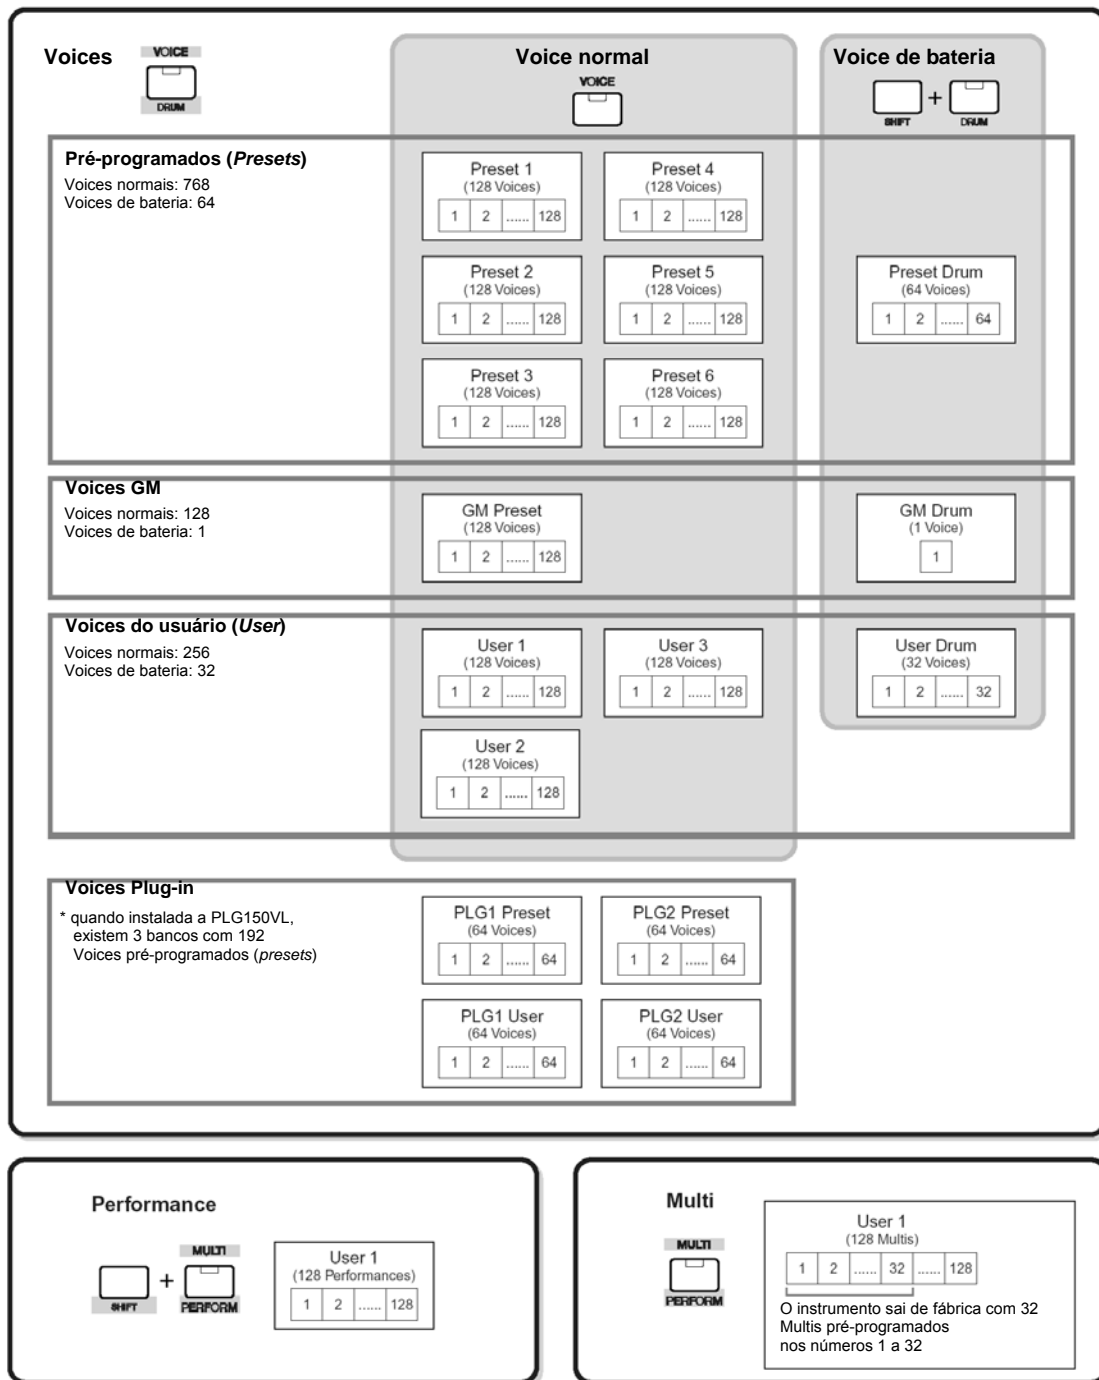 Voices
VOICE
DRUM
Voice normal
VOICE
Voice de bateria
SHIFT
+
DRUM
Pré-programados (Presets)
Voices normais: 768
Voices de bateria: 64
Preset 1
(128 Voices)
1 2 ...... 128
Preset 4
(128 Voices)
1 2 ...... 128
Preset 2
(128 Voices)
1 2 ...... 128
Preset 5
(128 Voices)
1 2 ...... 128
Preset Drum
(64 Voices)
1 2 ...... 64
Preset 3
(128 Voices)
1 2 ...... 128
Preset 6
(128 Voices)
1 2 ...... 128
Voices GM
Voices normais: 128
Voices de bateria: 1
GM Preset
(128 Voices)
1 2 ...... 128
GM Drum
(1 Voice)
1
Voices do usuário (User)
Voices normais: 256
Voices de bateria: 32
User 1
(128 Voices)
1 2 ...... 128
User 3
(128 Voices)
1 2 ...... 128
User Drum
(32 Voices)
1 2 ...... 32
User 2
(128 Voices)
1 2 ...... 128
Voices Plug-in
* quando instalada a PLG150VL,
existem 3 bancos com 192
Voices pré-programados (presets)
PLG1 Preset
(64 Voices)
1 2 ...... 64
PLG2 Preset
(64 Voices)
1 2 ...... 64
PLG1 User
(64 Voices)
1 2 ...... 64
PLG2 User
(64 Voices)
1 2 ...... 64
Performance
SHIFT
+
MULTI
PERFORM
User 1
(128 Performances)
1 2 ...... 128
Multi
MULTI
PERFORM
User 1
(128 Multis)
1 2 ...... 32 ...... 128
O instrumento sai de fábrica com 32
Multis pré-programados
nos números 1 a 32